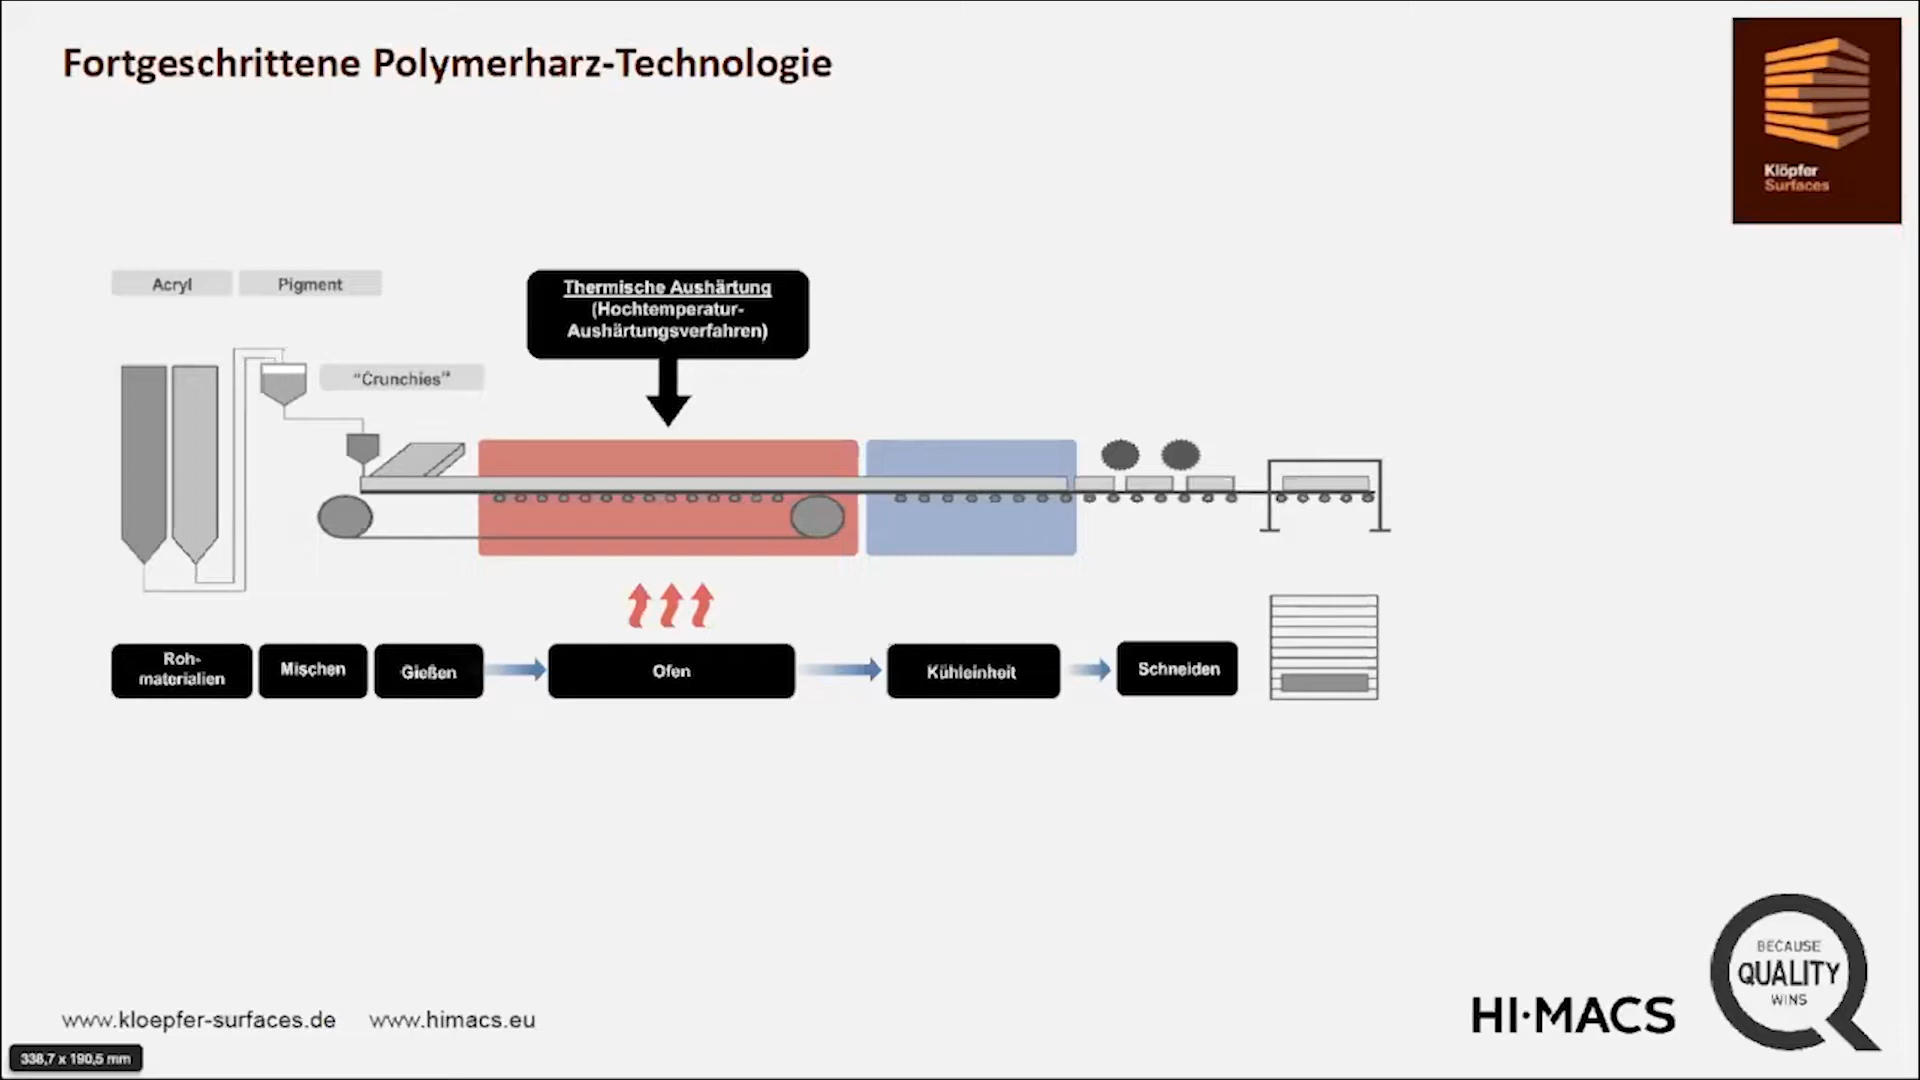 Fortgeschrittene Polymerharz-Technologie
Klöpfer
Surfaces
Acryl
Pigment
Thermische Aushärtung
(Hochtemperatur-
Aushärtungsverfahren)
"Crunchies"
Roh-
materialien
Mischen
Gießen
Ofen
Kühleinheit
Schneiden
BECAUSE
QUALITY
WINS
HI·MACS
www.kloepfer-surfaces.de www.himacs.eu
338,7 x 190,5 mm